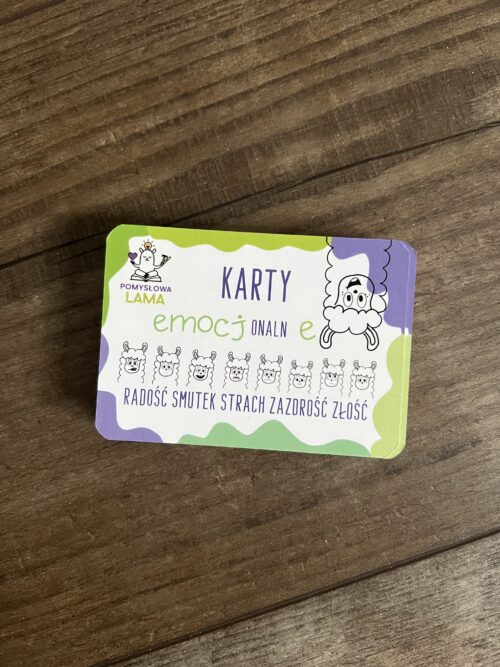 POMYSŁOWA
LAMA
KARTY
emocjONALNe
RADOŚĆ SMUTEK STRACH ZAZDROŚĆ ZŁOŚĆ